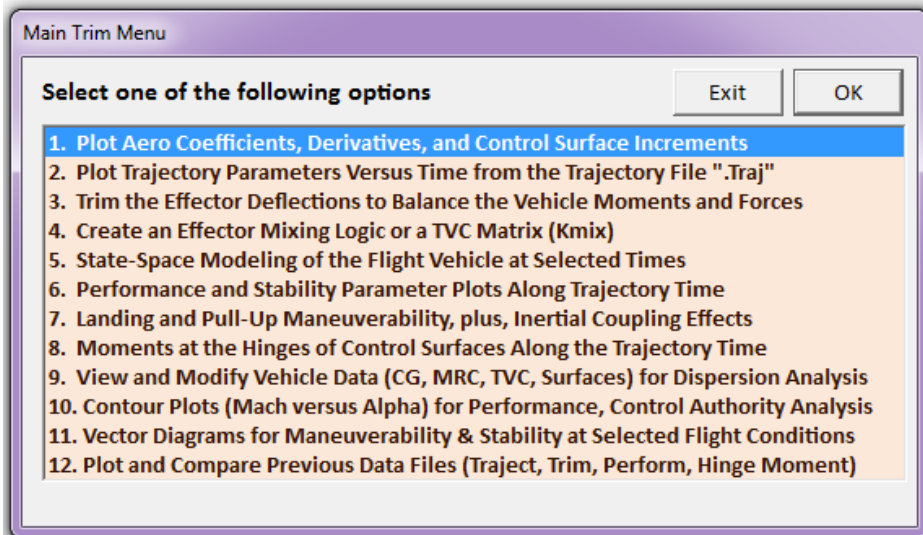 Main Trim Menu
Select one of the following options
Exit
OK
1. Plot Aero Coefficients, Derivatives, and Control Surface Increments
2. Plot Trajectory Parameters Versus Time from the Trajectory File ".Traj"
3. Trim the Effector Deflections to Balance the Vehicle Moments and Forces
4. Create an Effector Mixing Logic or a TVC Matrix (Kmix)
5. State-Space Modeling of the Flight Vehicle at Selected Times
6. Performance and Stability Parameter Plots Along Trajectory Time
7. Landing and Pull-Up Maneuverability, plus, Inertial Coupling Effects
8. Moments at the Hinges of Control Surfaces Along the Trajectory Time
9. View and Modify Vehicle Data (CG, MRC, TVC, Surfaces) for Dispersion Analysis
10. Contour Plots (Mach versus Alpha) for Performance, Control Authority Analysis
11. Vector Diagrams for Maneuverability & Stability at Selected Flight Conditions
12. Plot and Compare Previous Data Files (Traject, Trim, Perform, Hinge Moment)